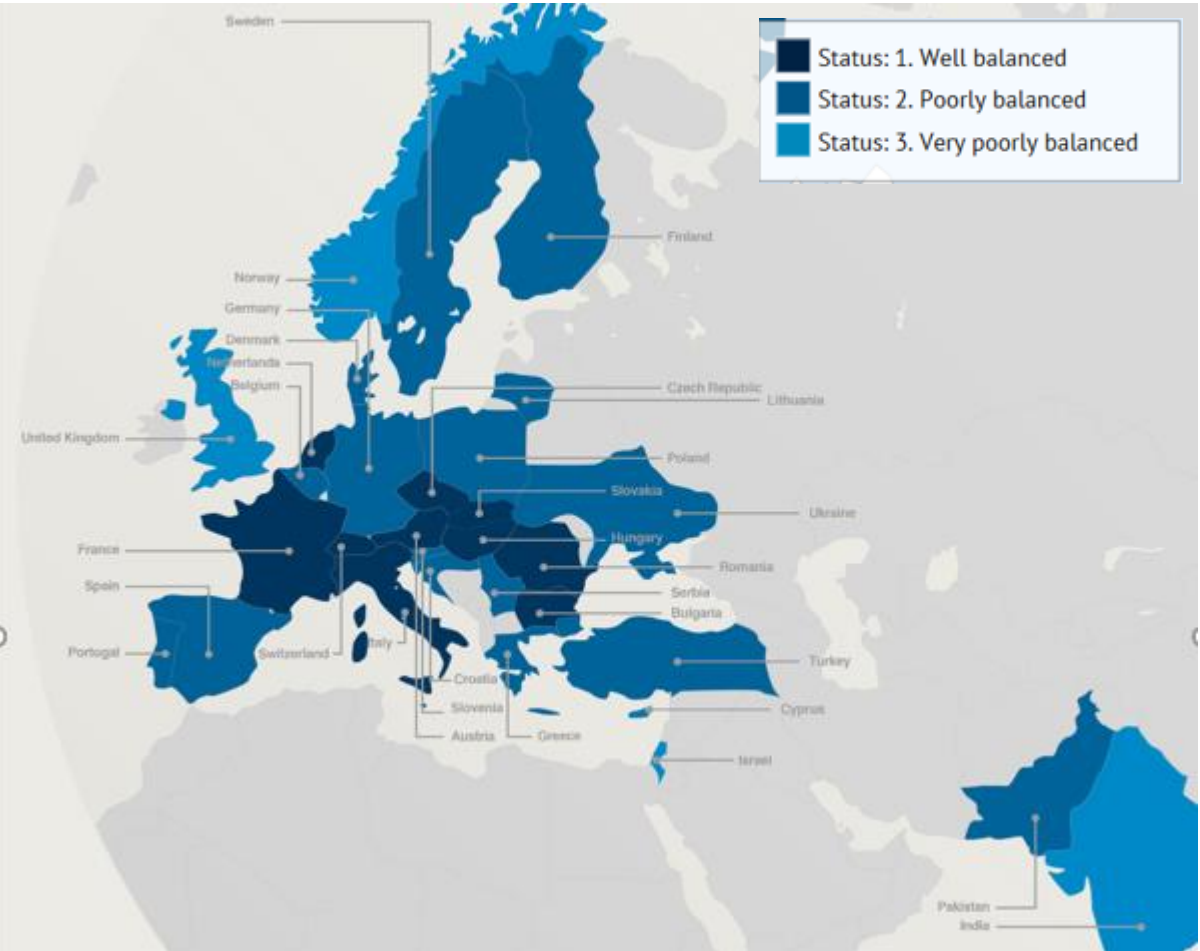 Sweden
Status: 1. Well balanced
Status: 2. Poorly balanced
Status: 3. Very poorly balanced
Finland
Norway
Germany
Denmark
Netherlands
Belgium
Czech Republic
Lithuania
United Kingdom
Poland
Slovakia
Ukraine
Hungary
France
Romania
Spain
Serbia
Bulgaria
Portugal
Switzerland
Italy
Turkey
Croatia
Slovenia
Cyprus
Austria
Greece
Israel
Pakistan
India